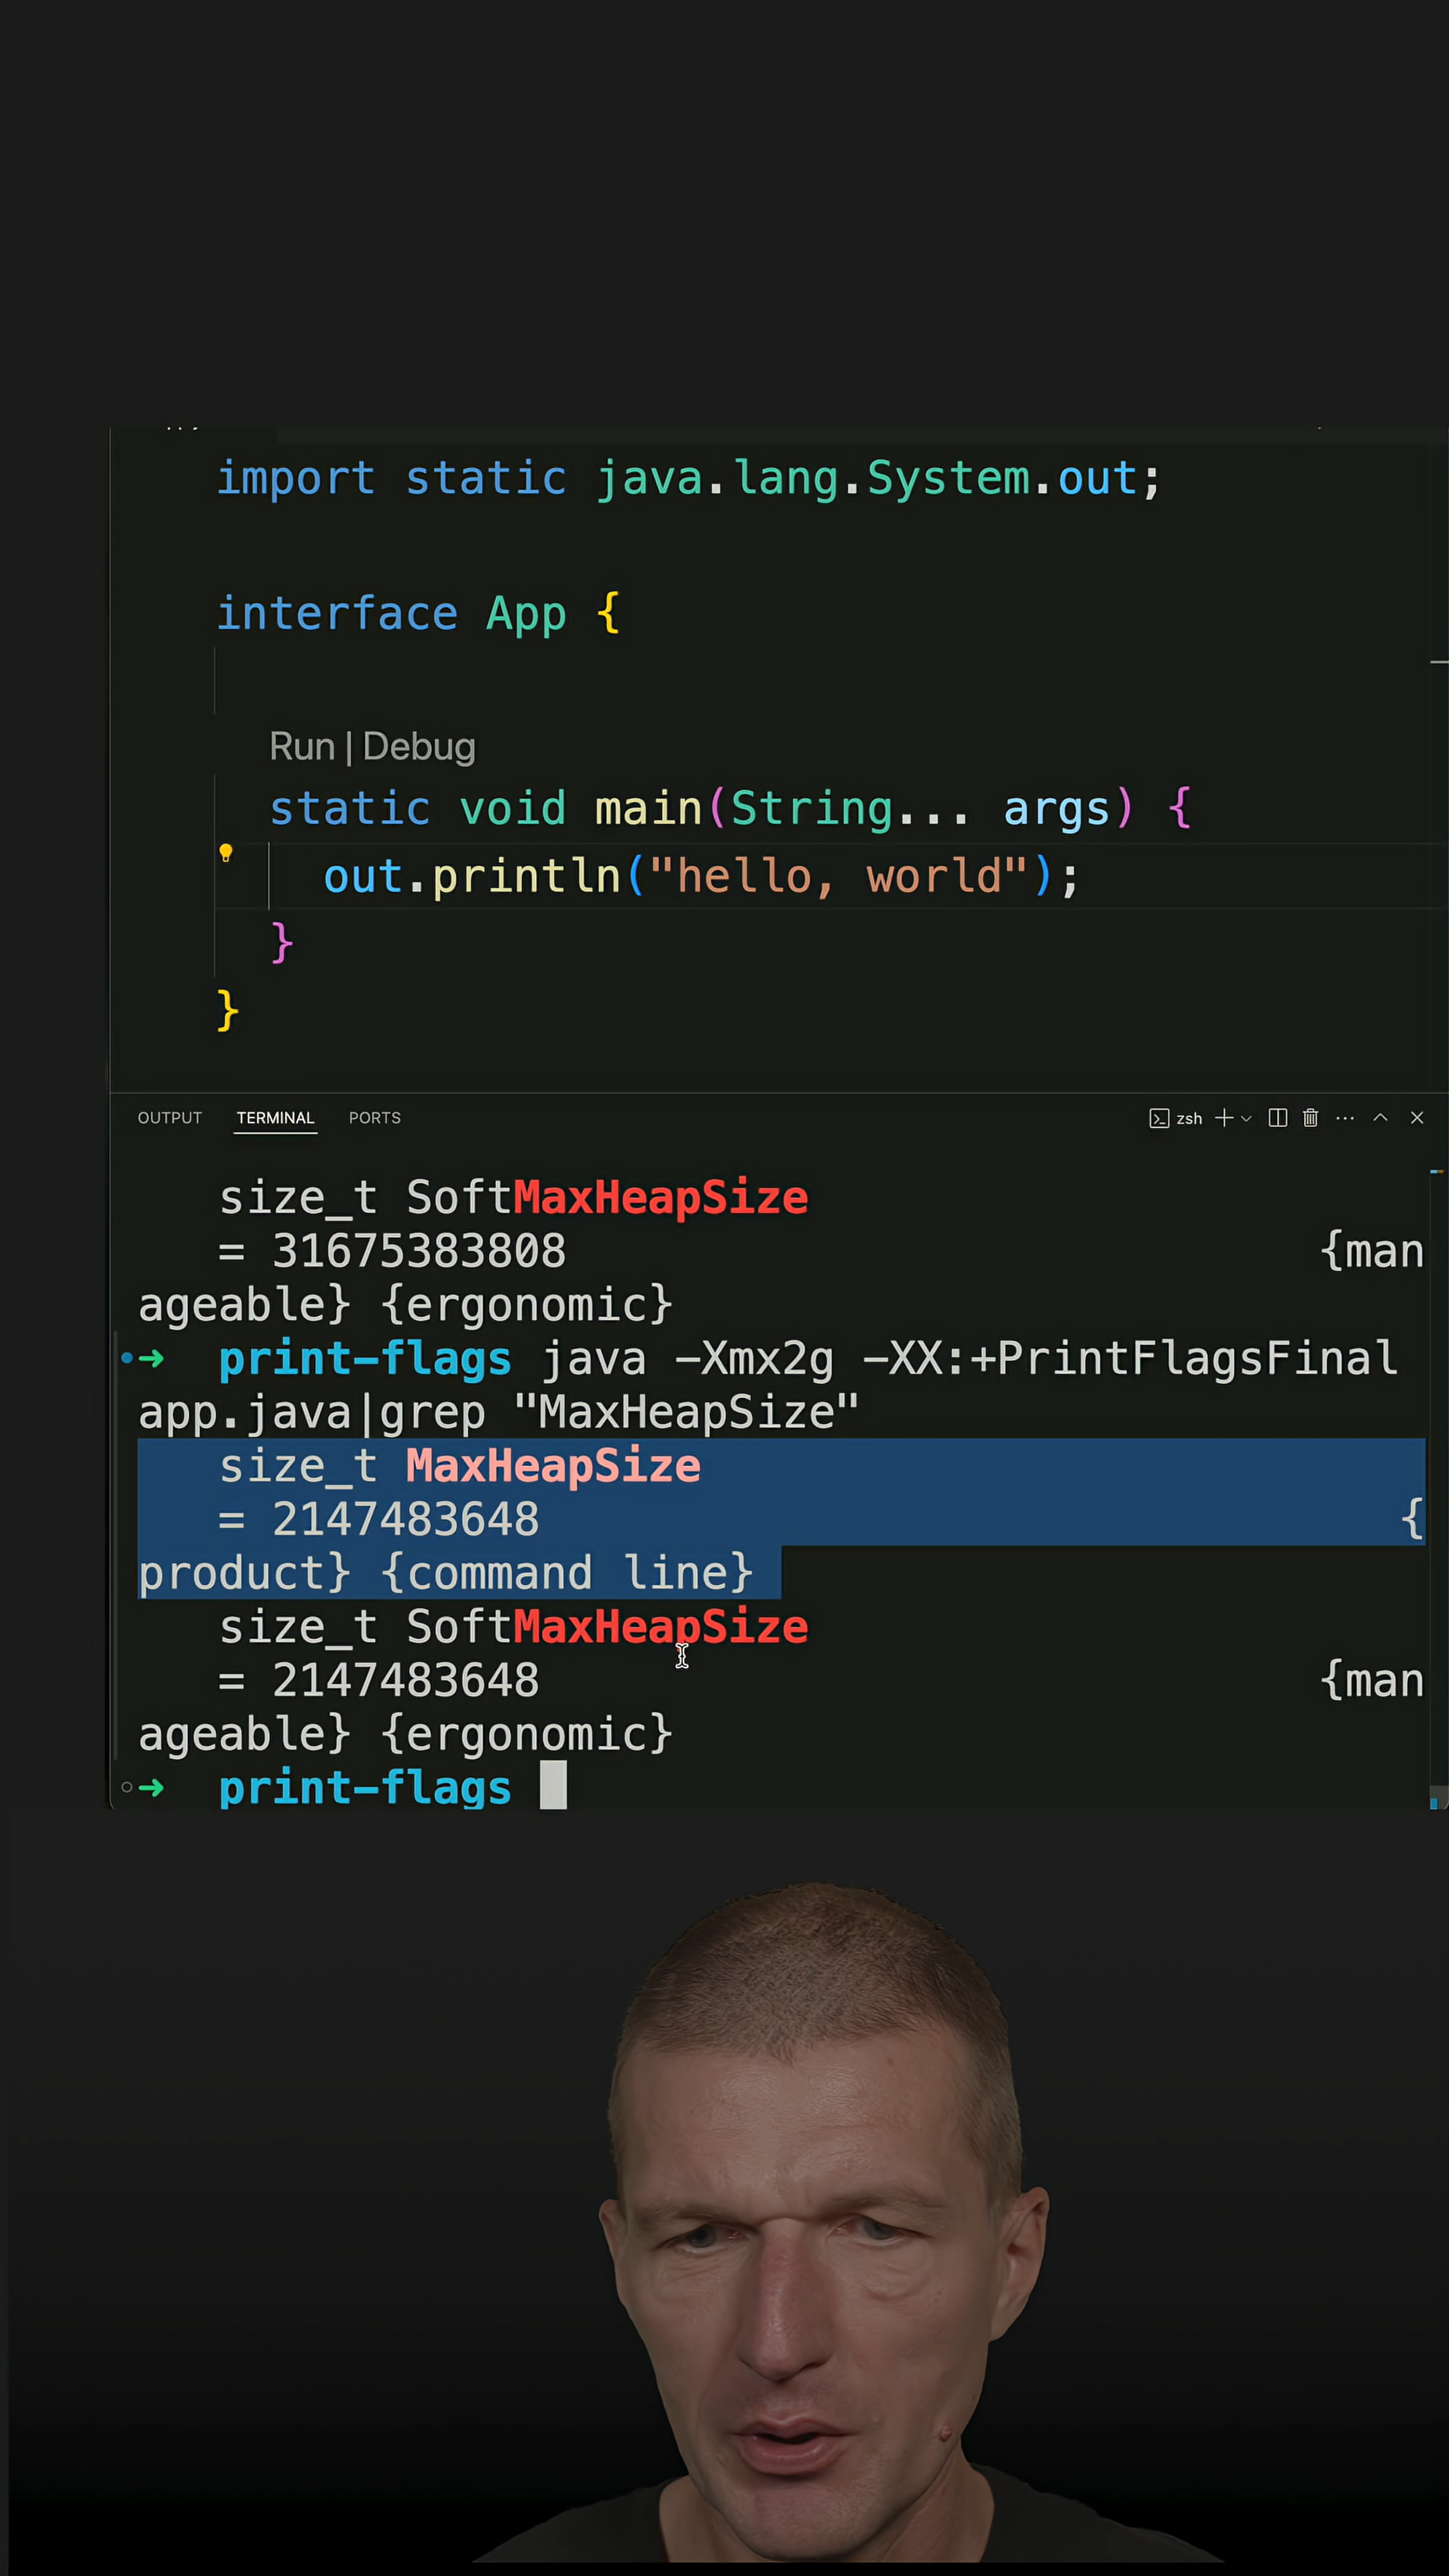 import static java.lang.System.out;
interface App {
Run | Debug
static void main(String... args) {
out.println("hello, world");
}
}
OUTPUT TERMINAL PORTS zsh
size_t SoftMaxHeapSize
= 31675383808 {man
ageable} {ergonomic}
➜ print-flags java -Xmx2g -XX:+PrintFlagsFinal
app.java|grep "MaxHeapSize"
size_t MaxHeapSize
= 2147483648 {
product} {command line}
size_t SoftMaxHeapSize
= 2147483648 {man
ageable} {ergonomic}
➜ print-flags